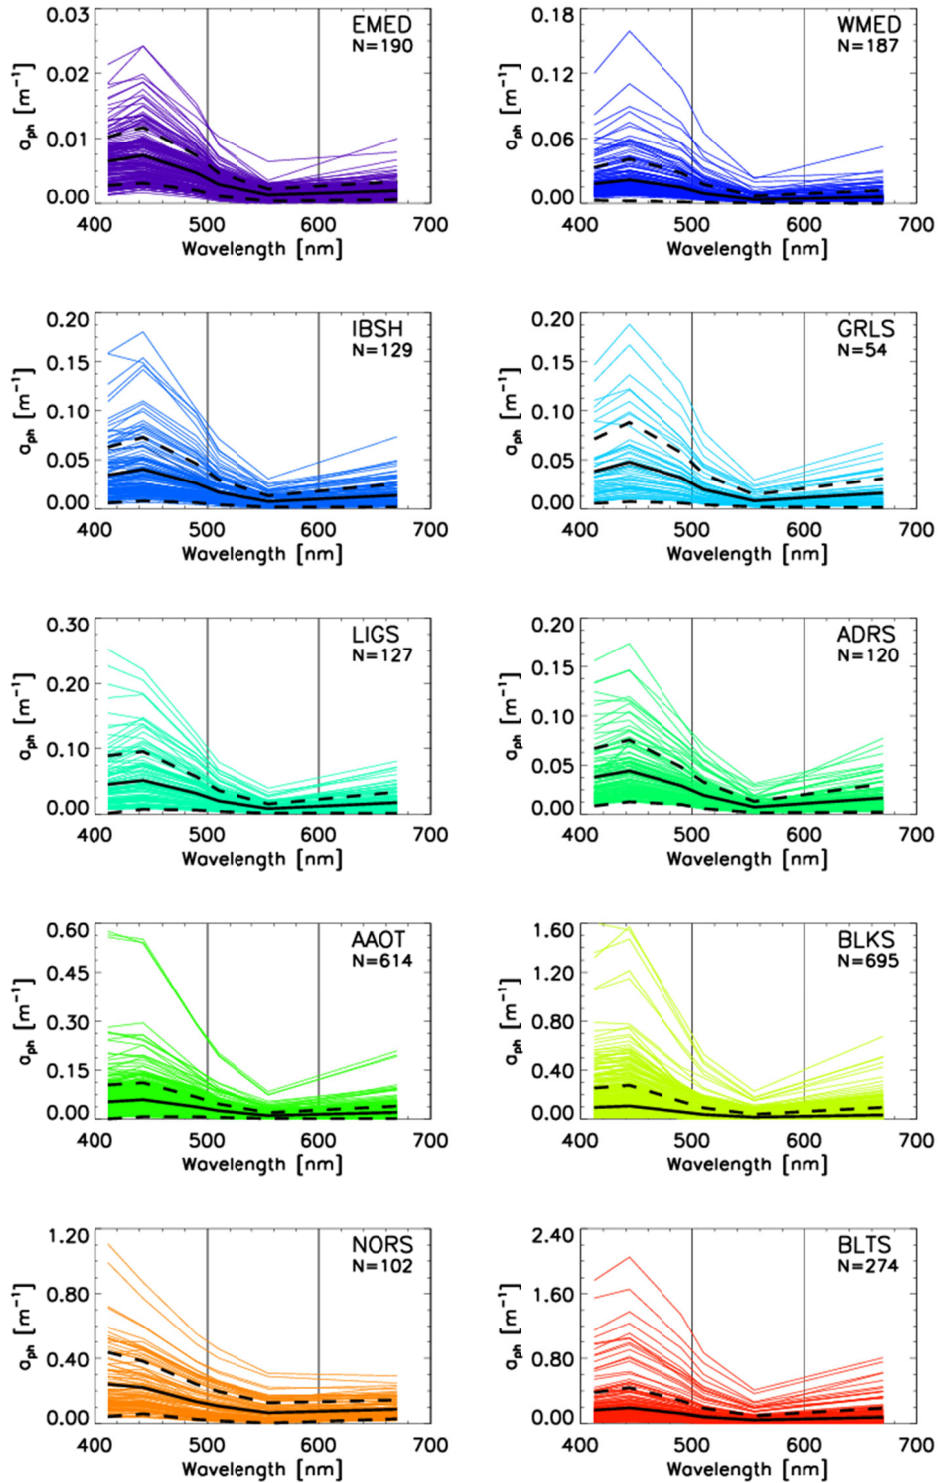 EMED
N=190
0.03
0.02
0.01
0.00
a_ph [m⁻¹]
400 500 600 700
Wavelength [nm]
WMED
N=187
0.18
0.12
0.06
0.00
a_ph [m⁻¹]
400 500 600 700
Wavelength [nm]
IBSH
N=129
0.20
0.15
0.10
0.05
0.00
a_ph [m⁻¹]
400 500 600 700
Wavelength [nm]
GRLS
N=54
0.20
0.15
0.10
0.05
0.00
a_ph [m⁻¹]
400 500 600 700
Wavelength [nm]
LIGS
N=127
0.30
0.20
0.10
0.00
a_ph [m⁻¹]
400 500 600 700
Wavelength [nm]
ADRS
N=120
0.20
0.15
0.10
0.05
0.00
a_ph [m⁻¹]
400 500 600 700
Wavelength [nm]
AAOT
N=614
0.60
0.45
0.30
0.15
0.00
a_ph [m⁻¹]
400 500 600 700
Wavelength [nm]
BLKS
N=695
1.60
1.20
0.80
0.40
0.00
a_ph [m⁻¹]
400 500 600 700
Wavelength [nm]
NORS
N=102
1.20
0.80
0.40
0.00
a_ph [m⁻¹]
400 500 600 700
Wavelength [nm]
BLTS
N=274
2.40
1.60
0.80
0.00
a_ph [m⁻¹]
400 500 600 700
Wavelength [nm]